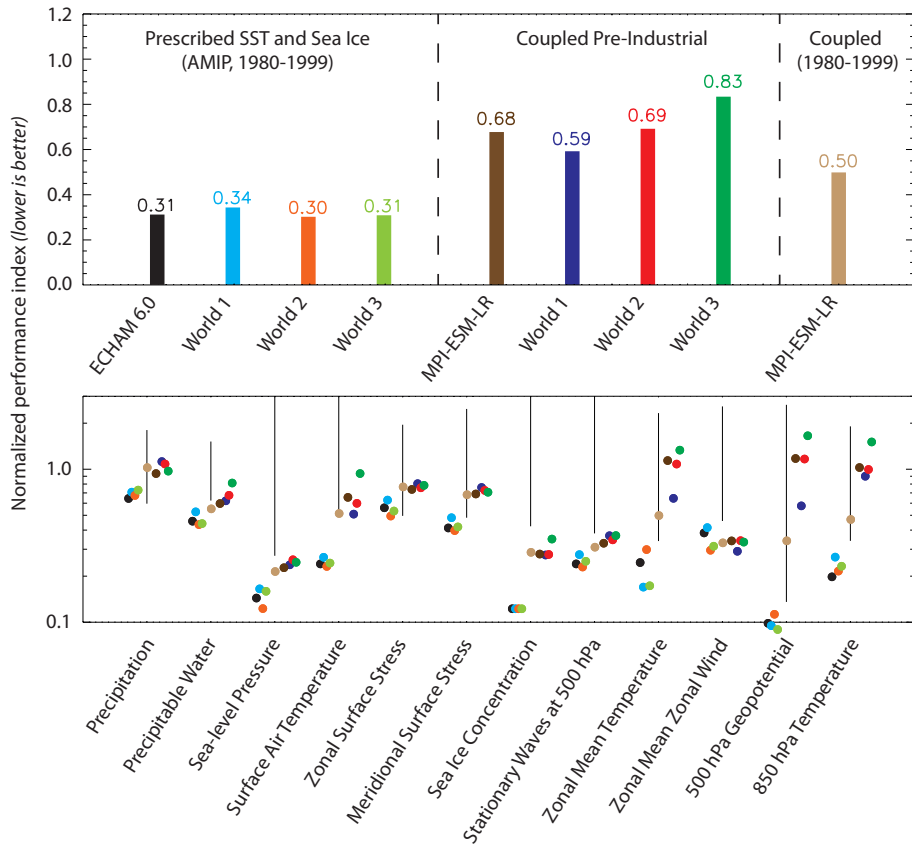 Normalized performance index (lower is better)
1.2
1.0
0.8
0.6
0.4
0.2
0.0
Prescribed SST and Sea Ice
(AMIP, 1980-1999)
Coupled Pre-Industrial
Coupled
(1980-1999)
0.31
0.34
0.30
0.31
0.68
0.59
0.69
0.83
0.50
ECHAM 6.0
World 1
World 2
World 3
MPI-ESM-LR
World 1
World 2
World 3
MPI-ESM-LR
1.0
0.1
Precipitation
Precipitable Water
Sea-level Pressure
Surface Air Temperature
Zonal Surface Stress
Meridional Surface Stress
Sea Ice Concentration
Stationary Waves at 500 hPa
Zonal Mean Temperature
Zonal Mean Zonal Wind
500 hPa Geopotential
850 hPa Temperature